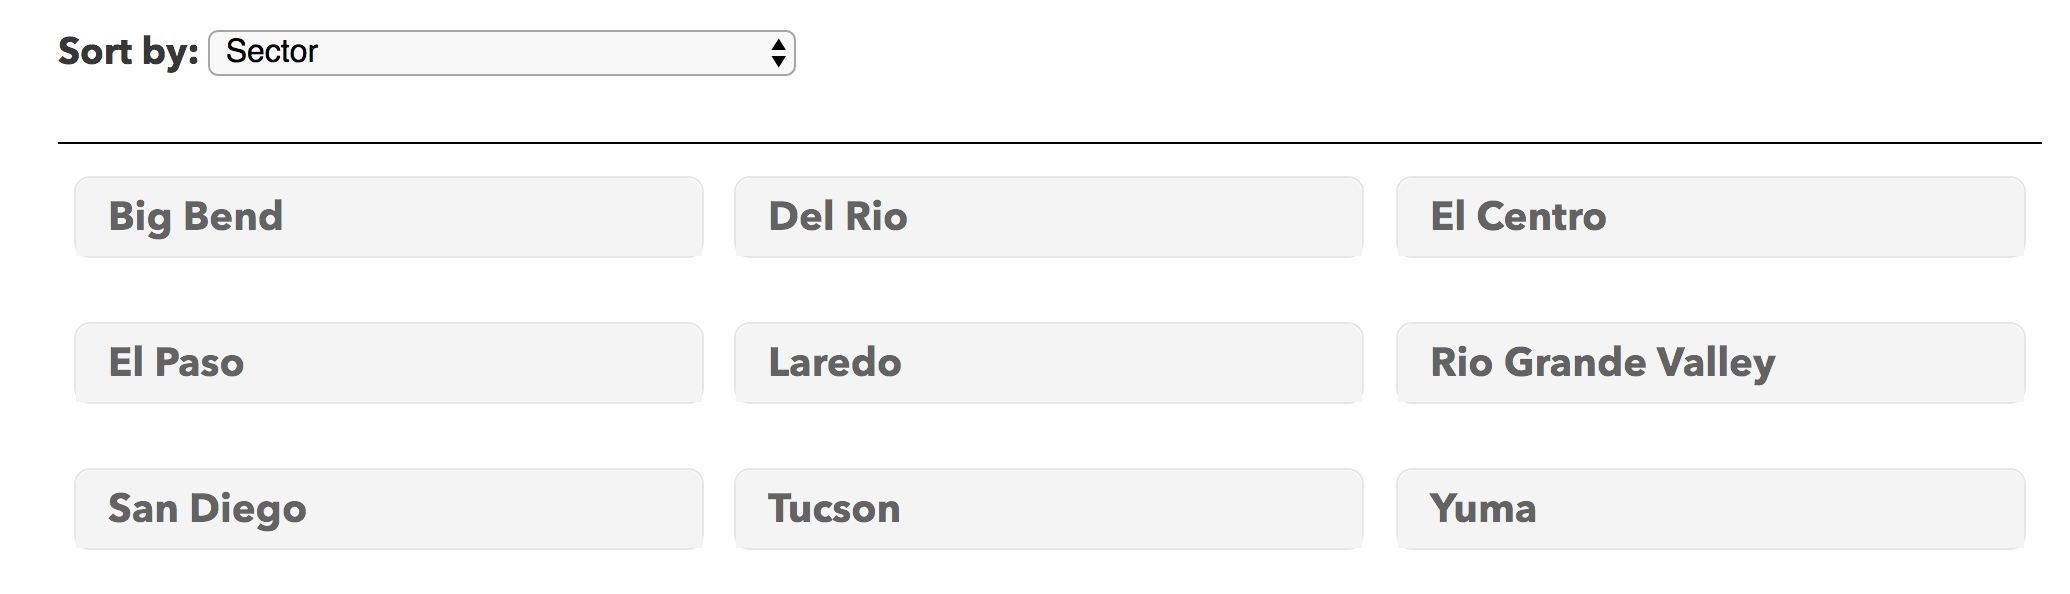 Sort by: Sector
Big Bend
Del Rio
El Centro
El Paso
Laredo
Rio Grande Valley
San Diego
Tucson
Yuma